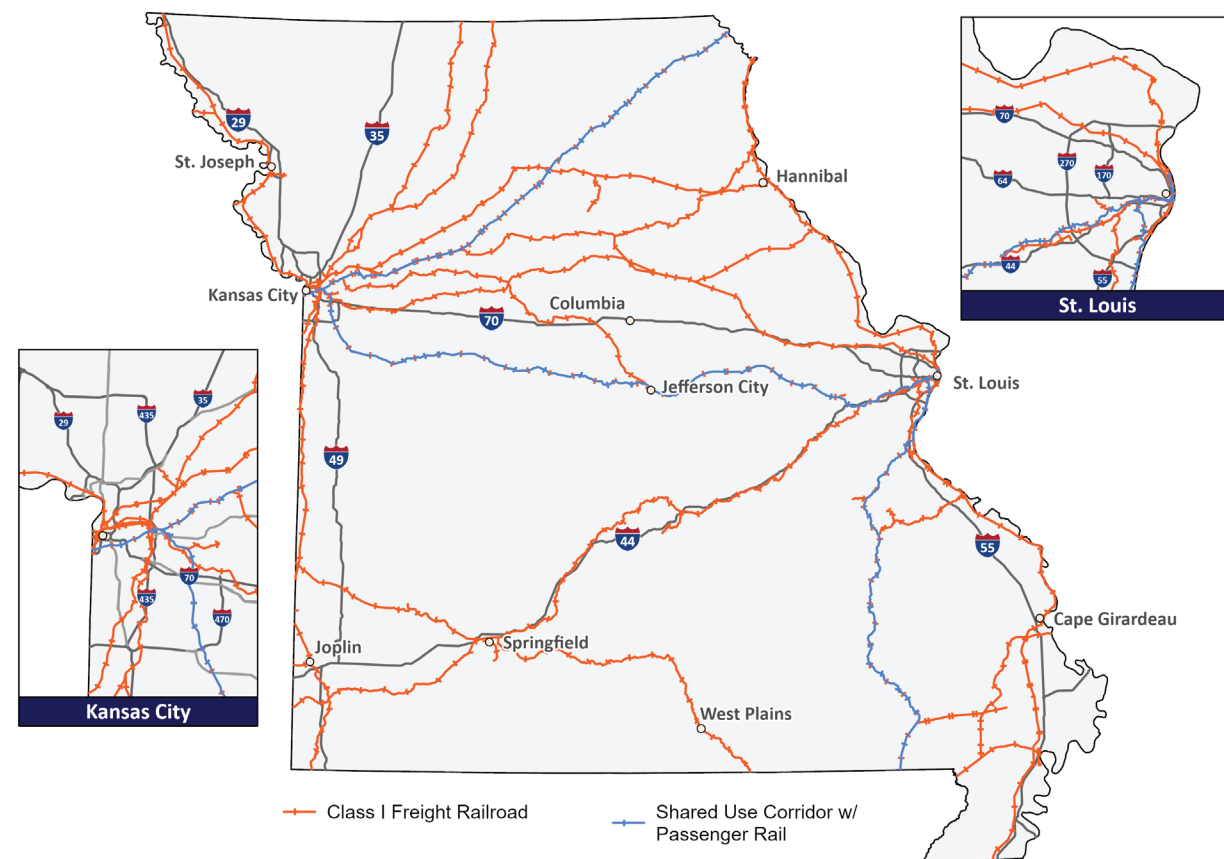 29
35
70
270
170
64
44
55
St. Louis
St. Joseph
Hannibal
Kansas City
Columbia
70
Jefferson City
St. Louis
49
44
55
Cape Girardeau
Joplin
Springfield
West Plains
35
435
29
70
435
470
Kansas City
Class I Freight Railroad
Shared Use Corridor w/
Passenger Rail